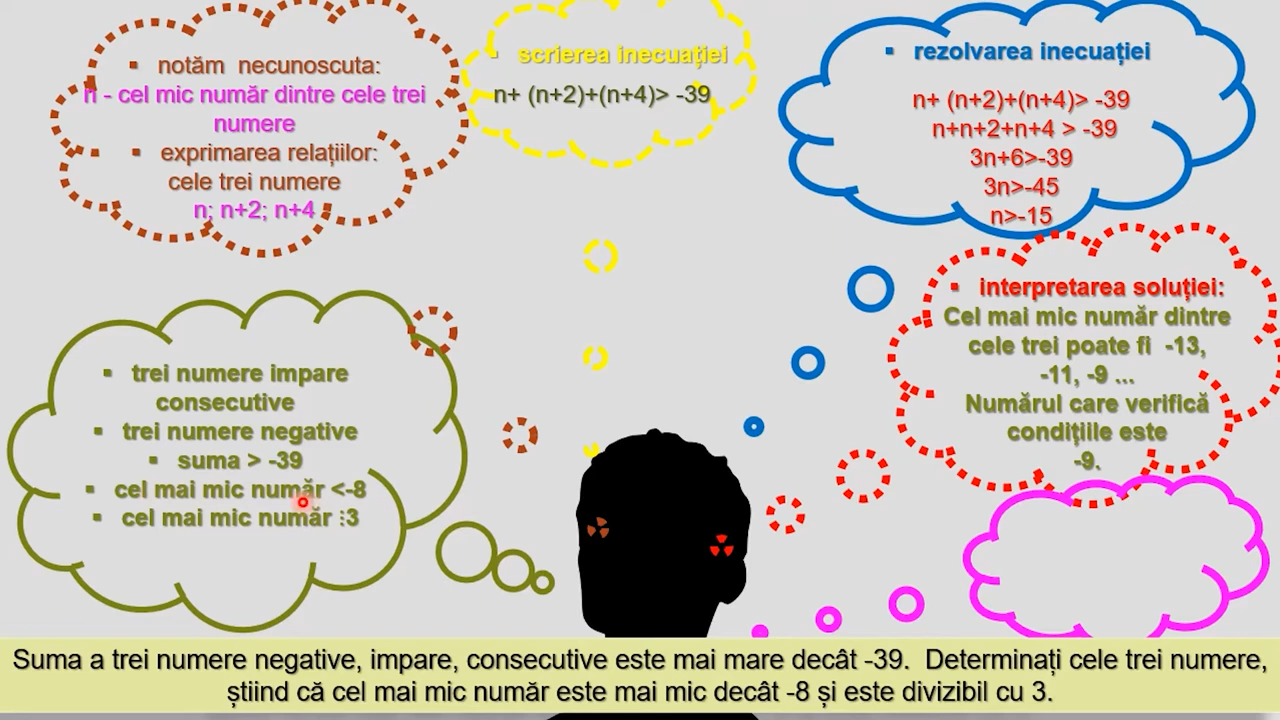 ▪ notăm necunoscuta:
n - cel mic număr dintre cele trei
numere
▪ exprimarea relațiilor:
cele trei numere
n; n+2; n+4
▪ scrierea inecuației
n+ (n+2)+(n+4)> -39
▪ rezolvarea inecuației
n+ (n+2)+(n+4)> -39
n+n+2+n+4 > -39
3n+6>-39
3n>-45
n>-15
▪ interpretarea soluției:
Cel mai mic număr dintre
cele trei poate fi -13,
-11, -9 ...
Numărul care verifică
condițiile este
-9.
▪ trei numere impare
consecutive
▪ trei numere negative
▪ suma > -39
▪ cel mai mic număr <-8
▪ cel mai mic număr ⁝3
Suma a trei numere negative, impare, consecutive este mai mare decât -39. Determinați cele trei numere,
știind că cel mai mic număr este mai mic decât -8 și este divizibil cu 3.